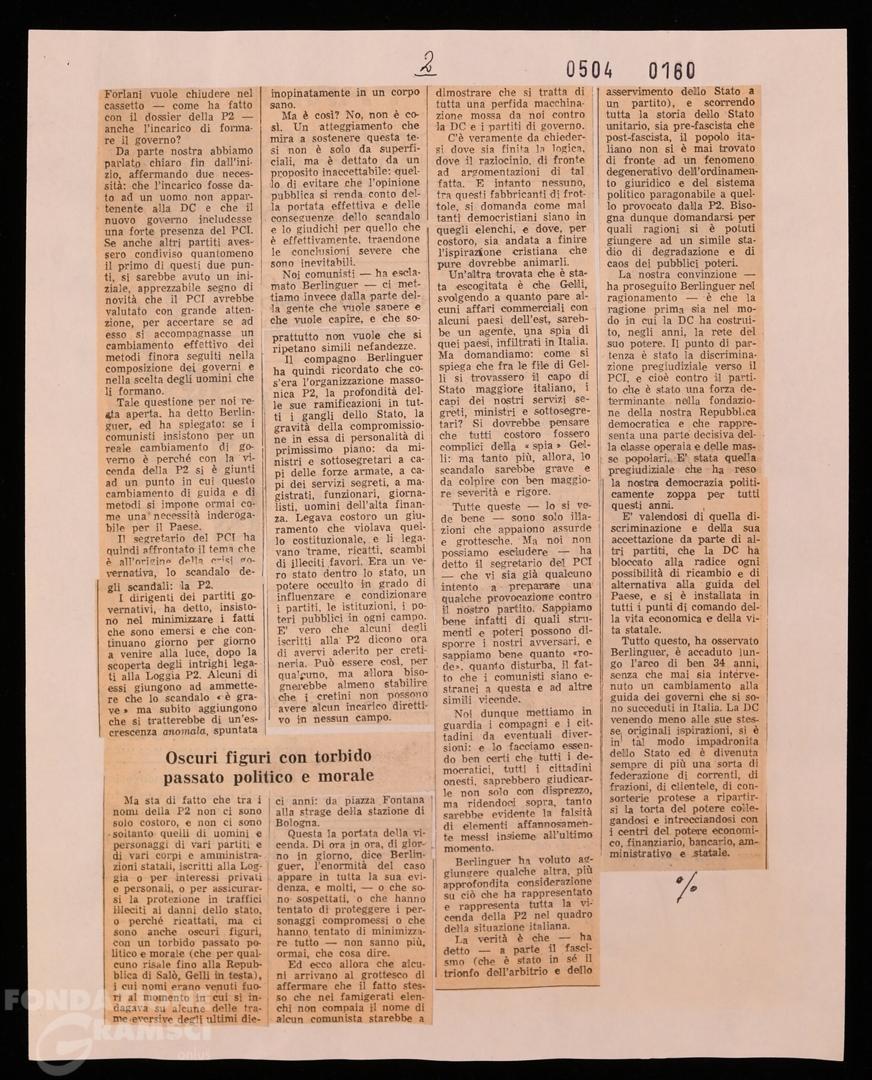 2
0504 0160
Forlani vuole chiudere nel
cassetto — come ha fatto
con il dossier della P2 —
anche l'incarico di forma-
re il governo?
Da parte nostra abbiamo
parlato chiaro fin dall'ini-
zio, affermando due neces-
sità: che l'incarico fosse da-
to ad un uomo non appar-
tenente alla DC e che il
nuovo governo includesse
una forte presenza del PCI.
Se anche altri partiti aves-
sero condiviso quantomeno
il primo di questi due pun-
ti, si sarebbe avuto un ini-
ziale, apprezzabile segno di
novità che il PCI avrebbe
valutato con grande atten-
zione, per accertare se ad
esso si accompagnasse un
cambiamento effettivo dei
metodi finora seguiti nella
composizione dei governi e
nella scelta degli uomini che
li formano.
Tale questione per noi re-
sta aperta, ha detto Berlin-
guer, ed ha spiegato: se i
comunisti insistono per un
reale cambiamento di go-
verno è perché con la vi-
cenda della P2 si è giunti
ad un punto in cui questo
cambiamento di guida e di
metodi si impone ormai co-
me una necessità inderoga-
bile per il Paese.
Il segretario del PCI ha
quindi affrontato il tema che
è all'origine della crisi go-
vernativa, lo scandalo de-
gli scandali: la P2.
I dirigenti dei partiti go-
vernativi, ha detto, insisto-
no nel minimizzare i fatti
che sono emersi e che con-
tinuano giorno per giorno
a venire alla luce, dopo la
scoperta degli intrighi lega-
ti alla Loggia P2. Alcuni di
essi giungono ad ammette-
re che lo scandalo «è gra-
ve» ma subito aggiungono
che si tratterebbe di un'es-
crescenza anomala, spuntata
inopinatamente in un corpo
sano.
Ma è così? No, non è co-
sì. Un atteggiamento che
mira a sostenere questa te-
si non è solo da superfi-
ciali, ma è dettato da un
proposito inaccettabile: quel-
lo di evitare che l'opinione
pubblica si renda conto del-
la portata effettiva e delle
conseguenze dello scandalo
e lo giudichi per quello che
è effettivamente, traendone
le conclusioni severe che
sono inevitabili.
Noi comunisti — ha escla-
mato Berlinguer — ci met-
tiamo invece dalla parte del-
la gente che vuole sapere e
che vuole capire, e che so-
prattutto non vuole che si
ripetano simili nefandezze.
Il compagno Berlinguer
ha quindi ricordato che co-
s'era l'organizzazione masso-
nica P2, la profondità del-
le sue ramificazioni in tut-
ti i gangli dello Stato, la
gravità della compromissio-
ne in essa di personalità di
primissimo piano: da mi-
nistri e sottosegretari a ca-
pi delle forze armate, a ca-
pi dei servizi segreti, a ma-
gistrati, funzionari, giorna-
listi, uomini dell'alta finan-
za. Legava costoro un giu-
ramento che violava quel-
lo costituzionale, e li lega-
vano trame, ricatti, scambi
di illeciti favori. Era un ve-
ro stato dentro lo stato, un
potere occulto in grado di
influenzare e condizionare
i partiti, le istituzioni, i po-
teri pubblici in ogni campo.
E' vero che alcuni degli
iscritti alla P2 dicono ora
di avervi aderito per creti-
neria. Può essere così, per
qualcuno, ma allora biso-
gnerebbe almeno stabilire
che i cretini non possono
avere alcun incarico diretti-
vo in nessun campo.
Oscuri figuri con torbido
passato politico e morale
Ma sta di fatto che tra i
nomi della P2 non ci sono
solo costoro, e non ci sono
soltanto quelli di uomini e
personaggi di vari partiti e
di vari corpi e amministra-
zioni statali, iscritti alla Log-
gia o per interessi privati
e personali, o per assicurar-
si la protezione in traffici
illeciti ai danni dello stato,
o perché ricattati, ma ci
sono anche oscuri figuri,
con un torbido passato po-
litico e morale (che per qual-
cuno risale fino alla Repub-
blica di Salò, Gelli in testa),
i cui nomi erano venuti fuo-
ri al momento in cui si in-
dagava su alcune delle tra-
me eversive degli ultimi die-
ci anni: da piazza Fontana
alla strage della stazione di
Bologna.
Questa la portata della vi-
cenda. Di ora in ora, di gior-
no in giorno, dice Berlin-
guer, l'enormità del caso
appare in tutta la sua evi-
denza, e molti, — o che so-
no sospettati, o che hanno
tentato di proteggere i per-
sonaggi compromessi o che
hanno tentato di minimizza-
re tutto — non sanno più,
ormai, che cosa dire.
Ed ecco allora che alcu-
ni arrivano al grottesco di
affermare che il fatto stes-
so che nei famigerati elen-
chi non compaia il nome di
alcun comunista starebbe a
dimostrare che si tratta di
tutta una perfida macchina-
zione mossa da noi contro
la DC e i partiti di governo.
C'è veramente da chieder-
si dove sia finita la logica,
dove il raziocinio, di fronte
ad argomentazioni di tal
fatta. E intanto nessuno,
tra questi fabbricanti di frot-
tole, si domanda come mai
tanti democristiani siano in
quegli elenchi, e dove, per
costoro, sia andata a finire
l'ispirazione cristiana che
pure dovrebbe animarli.
Un'altra trovata che è sta-
ta escogitata è che Gelli,
svolgendo a quanto pare al-
cuni affari commerciali con
alcuni paesi dell'est, sareb-
be un agente, una spia di
quei paesi, infiltrati in Italia.
Ma domandiamo: come si
spiega che fra le file di Gel-
li si trovassero il capo di
Stato maggiore italiano, i
capi dei nostri servizi se-
greti, ministri e sottosegre-
tari? Si dovrebbe pensare
che tutti costoro fossero
complici della «spia» Gel-
li: ma tanto più, allora, lo
scandalo sarebbe grave e
da colpire con ben maggio-
re severità e rigore.
Tutte queste — lo si ve-
de bene — sono solo illa-
zioni che appaiono assurde
e grottesche. Ma noi non
possiamo escludere — ha
detto il segretario del PCI
— che vi sia già qualcuno
intento a preparare una
qualche provocazione contro
il nostro partito. Sappiamo
bene infatti di quali stru-
menti e poteri possono di-
sporre i nostri avversari, e
sappiamo bene quanto «ro-
de», quanto disturba, il fat-
to che i comunisti siano e-
stranei a questa e ad altre
simili vicende.
Noi dunque mettiamo in
guardia i compagni e i cit-
tadini da eventuali diver-
sioni: e lo facciamo essen-
do ben certi che tutti i de-
mocratici, tutti i cittadini
onesti, saprebbero giudicar-
le non solo con disprezzo,
ma ridendoci sopra, tanto
sarebbe evidente la falsità
di elementi affannosamen-
te messi insieme all'ultimo
momento.
Berlinguer ha voluto ag-
giungere qualche altra, più
approfondita considerazione
su ciò che ha rappresentato
e rappresenta tutta la vi-
cenda della P2 nel quadro
della situazione italiana.
La verità è che — ha
detto — a parte il fasci-
smo (che è stato in sé il
trionfo dell'arbitrio e dello
asservimento dello Stato a
un partito), e scorrendo
tutta la storia dello Stato
unitario, sia pre-fascista che
post-fascista, il popolo ita-
liano non si è mai trovato
di fronte ad un fenomeno
degenerativo dell'ordinamen-
to giuridico e del sistema
politico paragonabile a quel-
lo provocato dalla P2. Biso-
gna dunque domandarsi per
quali ragioni si è potuti
giungere ad un simile sta-
dio di degradazione e di
caos dei pubblici poteri.
La nostra convinzione —
ha proseguito Berlinguer nel
ragionamento — è che la
ragione prima sia nel mo-
do in cui la DC ha costrui-
to, negli anni, la rete del
suo potere. Il punto di par-
tenza è stato la discrimina-
zione pregiudiziale verso il
PCI, e cioè contro il parti-
to che è stato una forza de-
terminante nella fondazio-
ne della nostra Repubblica
democratica e che rappre-
senta una parte decisiva del-
la classe operaia e delle mas-
se popolari. E' stata quella
pregiudiziale che ha reso
la nostra democrazia politi-
camente zoppa per tutti
questi anni.
E' valendosi di quella di-
scriminazione e della sua
accettazione da parte di al-
tri partiti, che la DC ha
bloccato alla radice ogni
possibilità di ricambio e di
alternativa alla guida del
Paese, e si è installata in
tutti i punti di comando del-
la vita economica e della vi-
ta statale.
Tutto questo, ha osservato
Berlinguer, è accaduto lun-
go l'arco di ben 34 anni,
senza che mai sia interve-
nuto un cambiamento alla
guida dei governi che si so-
no succeduti in Italia. La DC
venendo meno alle sue stes-
se, originali ispirazioni, si è
in tal modo impadronita
dello Stato ed è divenuta
sempre di più una sorta di
federazione di correnti, di
frazioni, di clientele, di con-
sorterie protese a ripartir-
si la torta del potere colle-
gandosi e intrecciandosi con
i centri del potere economi-
co, finanziario, bancario, am-
ministrativo e statale.
%
FONDAZIONE
GRAMSCI
onlus